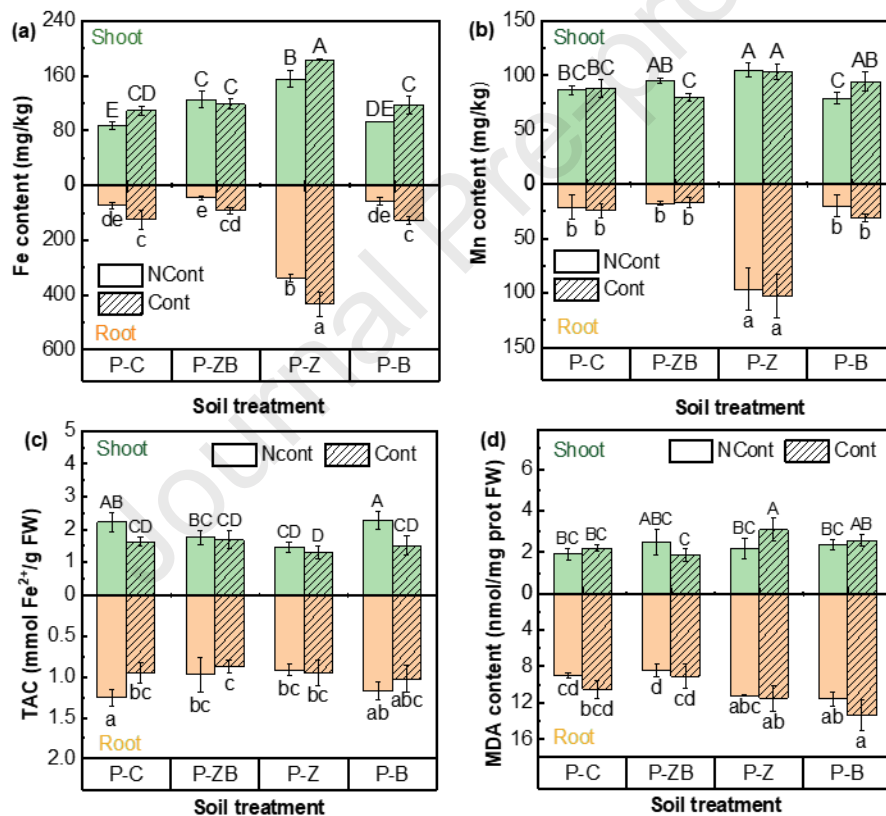 (a)
Shoot
Fe content (mg/kg)
240
160
80
0
200
400
600
E CD C C B A DE C
de c e cd b a de c
NCont
Cont
Root
P-C P-ZB P-Z P-B
Soil treatment
(b)
Shoot
Mn content (mg/kg)
150
100
50
0
50
100
150
BC BC AB C A A C AB
b b b b a a b b
NCont
Cont
Root
P-C P-ZB P-Z P-B
Soil treatment
(c)
Shoot
TAC (mmol Fe²⁺/g FW)
5
4
3
2
1
0
0.5
1.0
1.5
2.0
Ncont Cont
AB CD BC CD CD D A CD
a bc bc c bc bc ab abc
Root
P-C P-ZB P-Z P-B
Soil treatment
(d)
Shoot
MDA content (nmol/mg prot FW)
6
4
2
0
4
8
12
16
NCont Cont
BC BC ABC C BC A BC AB
cd bcd d cd abc ab ab a
Root
P-C P-ZB P-Z P-B
Soil treatment
Journal Pre-pro